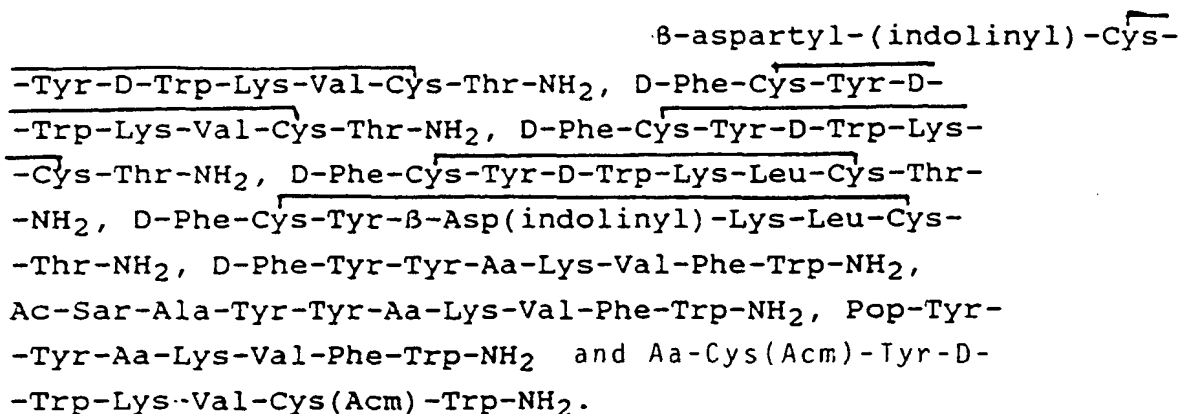 β-aspartyl-(indolinyl)-Cys-
-Tyr-D-Trp-Lys-Val-Cys-Thr-NH2, D-Phe-Cys-Tyr-D-
-Trp-Lys-Val-Cys-Thr-NH2, D-Phe-Cys-Tyr-D-Trp-Lys-
-Cys-Thr-NH2, D-Phe-Cys-Tyr-D-Trp-Lys-Leu-Cys-Thr-
-NH2, D-Phe-Cys-Tyr-β-Asp(indolinyl)-Lys-Leu-Cys-
-Thr-NH2, D-Phe-Tyr-Tyr-Aa-Lys-Val-Phe-Trp-NH2,
Ac-Sar-Ala-Tyr-Tyr-Aa-Lys-Val-Phe-Trp-NH2, Pop-Tyr-
-Tyr-Aa-Lys-Val-Phe-Trp-NH2 and Aa-Cys(Acm)-Tyr-D-
-Trp-Lys-Val-Cys(Acm)-Trp-NH2.